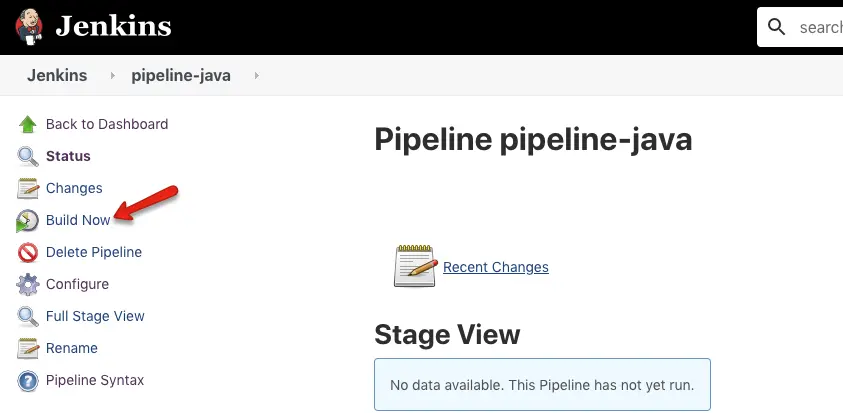 Jenkins
search
Jenkins
pipeline-java
Back to Dashboard
Status
Changes
Build Now
Delete Pipeline
Configure
Full Stage View
Rename
Pipeline Syntax
Pipeline pipeline-java
Recent Changes
Stage View
No data available. This Pipeline has not yet run.